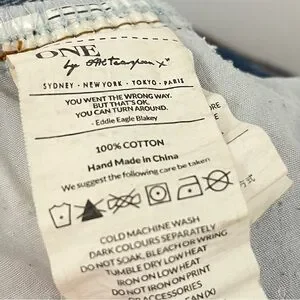 ONE
by
SYDNEY · NEW YORK · TOKYO · PARIS
YOU WENT THE WRONG WAY.
BUT THAT'S OK.
YOU CAN TURN AROUND.
- Eddie Eagle Blakey
100% COTTON
Hand Made in China
We suggest the following care be taken
COLD MACHINE WASH
DARK COLOURS SEPARATELY
DO NOT SOAK, BLEACH OR WRING
TUMBLE DRY LOW HEAT
IRON ON LOW HEAT
DO NOT IRON ON PRINT
ACCESSORIES